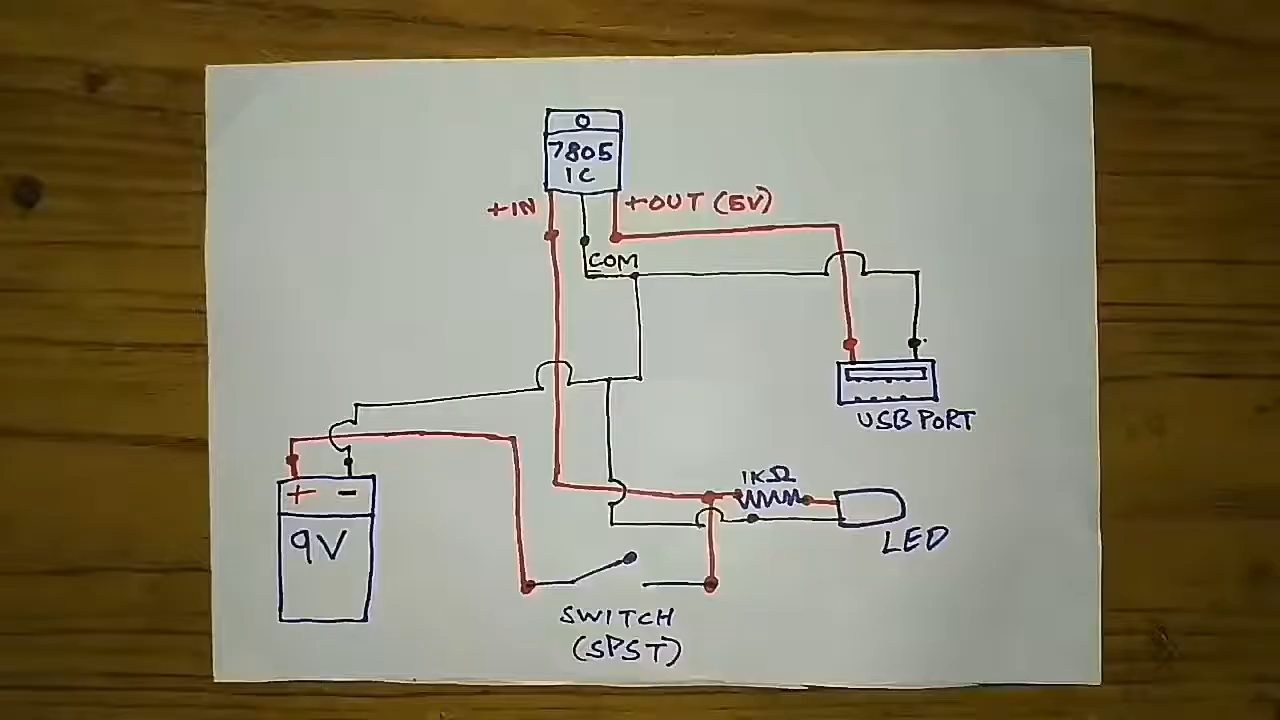 O
7805
IC
+IN
+OUT (5V)
COM
USB PORT
+ -
9V
1KΩ
LED
SWITCH
(SPST)